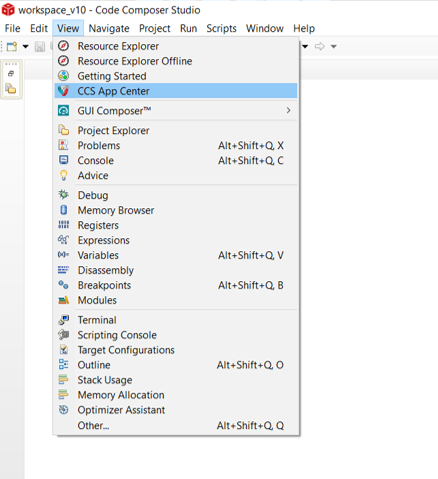 workspace_v10 - Code Composer Studio
File Edit View Navigate Project Run Scripts Window Help
Resource Explorer
Resource Explorer Offline
Getting Started
CCS App Center
GUI Composer™
Project Explorer
Problems Alt+Shift+Q, X
Console Alt+Shift+Q, C
Advice
Debug
Memory Browser
Registers
Expressions
Variables Alt+Shift+Q, V
Disassembly
Breakpoints Alt+Shift+Q, B
Modules
Terminal
Scripting Console
Target Configurations
Outline Alt+Shift+Q, O
Stack Usage
Memory Allocation
Optimizer Assistant
Other... Alt+Shift+Q, Q